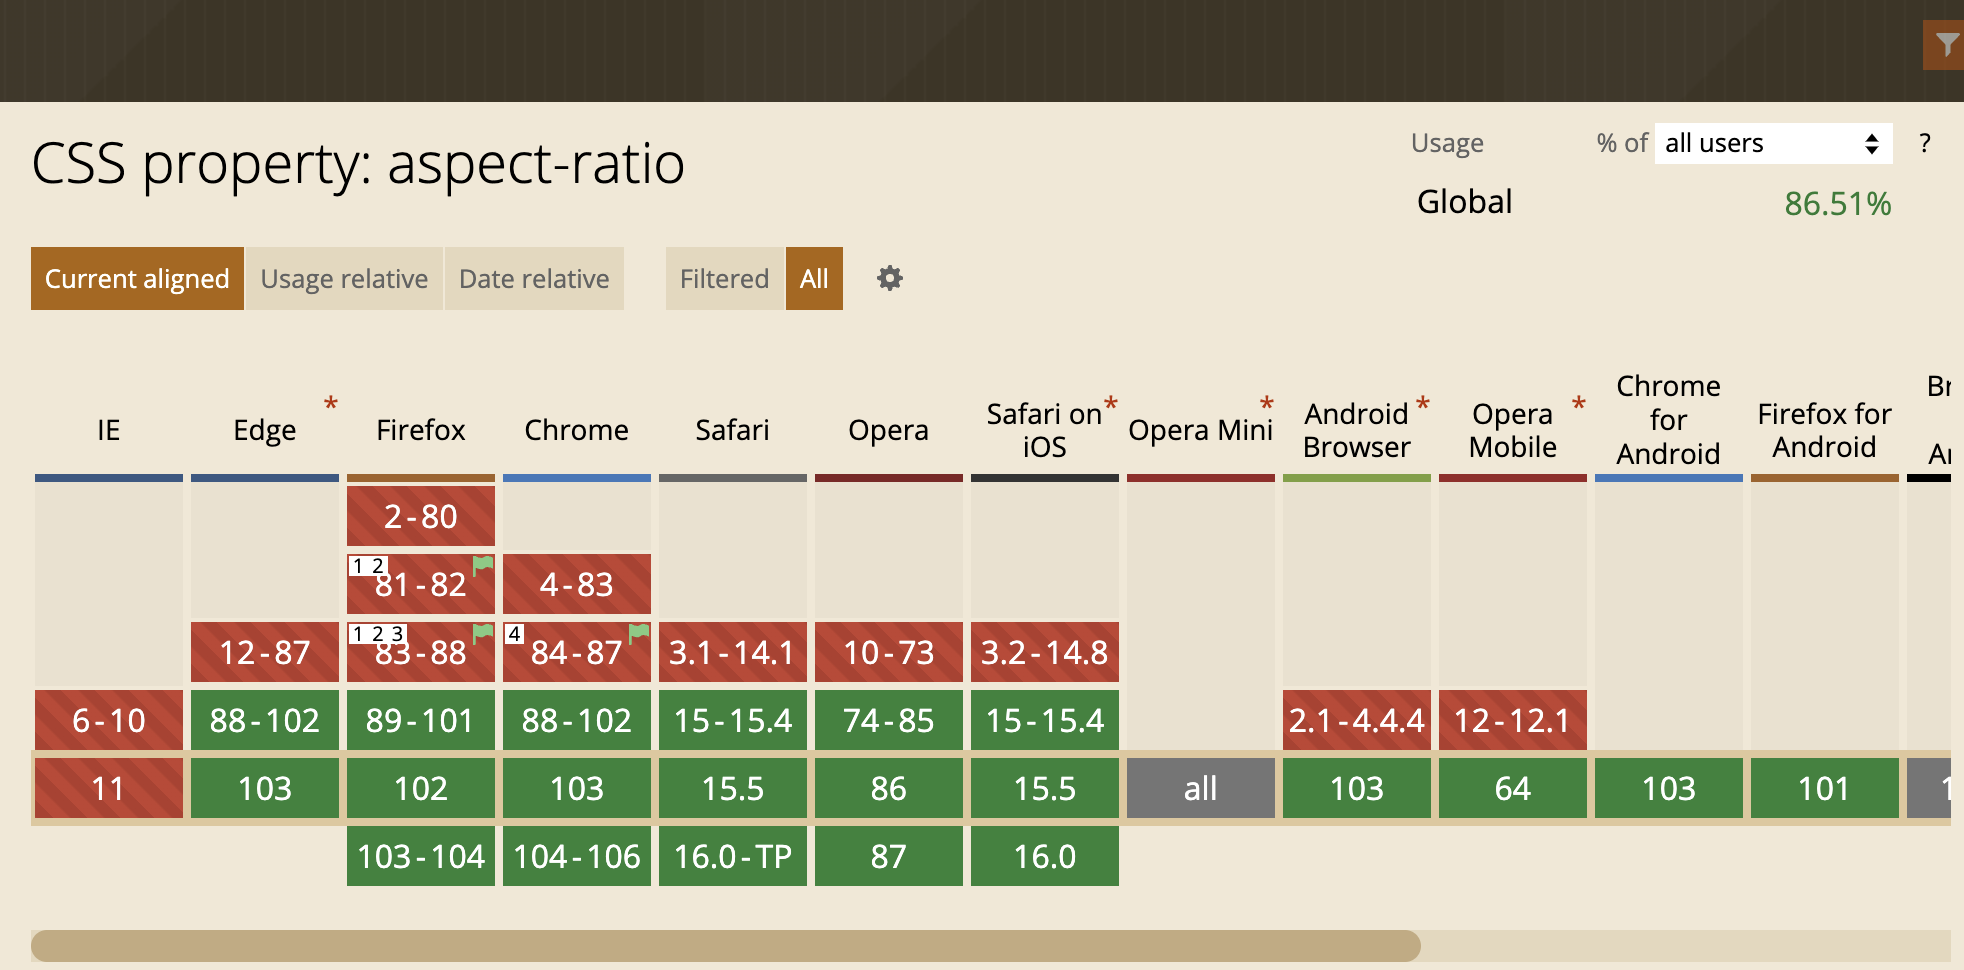 Usage % of all users ?
CSS property: aspect-ratio
Global 86.51%
Current aligned Usage relative Date relative Filtered All
IE
Edge *
Firefox
Chrome
Safari
Opera
Safari on *
iOS
Opera Mini *
Android *
Browser
Opera *
Mobile
Chrome
for
Android
Firefox for
Android
2-80
1 2 81-82 4-83
12-87 1 2 3 83-88 4 84-87 3.1-14.1 10-73 3.2-14.8
6-10 88-102 89-101 88-102 15-15.4 74-85 15-15.4 2.1-4.4.4 12-12.1
11 103 102 103 15.5 86 15.5 all 103 64 103 101
103-104 104-106 16.0-TP 87 16.0